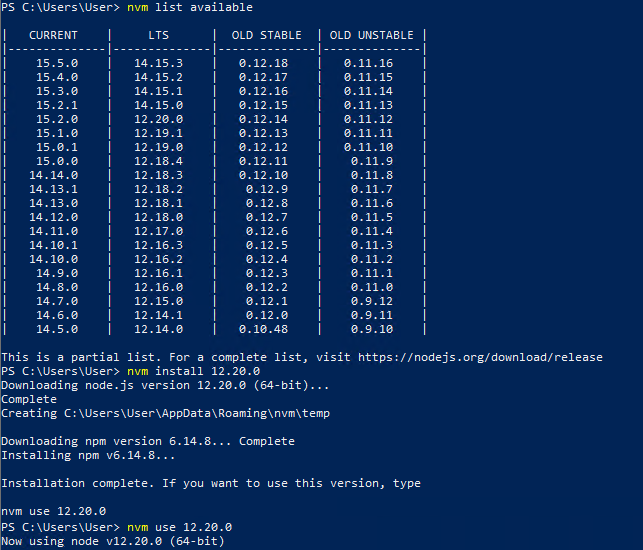 PS C:\Users\User> nvm list available
|   CURRENT    |     LTS      |  OLD STABLE  | OLD UNSTABLE |
|--------------|--------------|--------------|--------------|
|    15.5.0    |   14.15.3    |   0.12.18    |   0.11.16    |
|    15.4.0    |   14.15.2    |   0.12.17    |   0.11.15    |
|    15.3.0    |   14.15.1    |   0.12.16    |   0.11.14    |
|    15.2.1    |   14.15.0    |   0.12.15    |   0.11.13    |
|    15.2.0    |   12.20.0    |   0.12.14    |   0.11.12    |
|    15.1.0    |   12.19.1    |   0.12.13    |   0.11.11    |
|    15.0.1    |   12.19.0    |   0.12.12    |   0.11.10    |
|    15.0.0    |   12.18.4    |   0.12.11    |    0.11.9    |
|   14.14.0    |   12.18.3    |   0.12.10    |    0.11.8    |
|   14.13.1    |   12.18.2    |    0.12.9    |    0.11.7    |
|   14.13.0    |   12.18.1    |    0.12.8    |    0.11.6    |
|   14.12.0    |   12.18.0    |    0.12.7    |    0.11.5    |
|   14.11.0    |   12.17.0    |    0.12.6    |    0.11.4    |
|   14.10.1    |   12.16.3    |    0.12.5    |    0.11.3    |
|   14.10.0    |   12.16.2    |    0.12.4    |    0.11.2    |
|    14.9.0    |   12.16.1    |    0.12.3    |    0.11.1    |
|    14.8.0    |   12.16.0    |    0.12.2    |    0.11.0    |
|    14.7.0    |   12.15.0    |    0.12.1    |    0.9.12    |
|    14.6.0    |   12.14.1    |    0.12.0    |    0.9.11    |
|    14.5.0    |   12.14.0    |   0.10.48    |    0.9.10    |
This is a partial list. For a complete list, visit https://nodejs.org/download/release
PS C:\Users\User> nvm install 12.20.0
Downloading node.js version 12.20.0 (64-bit)...
Complete
Creating C:\Users\User\AppData\Roaming\nvm\temp
Downloading npm version 6.14.8... Complete
Installing npm v6.14.8...
Installation complete. If you want to use this version, type
nvm use 12.20.0
PS C:\Users\User> nvm use 12.20.0
Now using node v12.20.0 (64-bit)